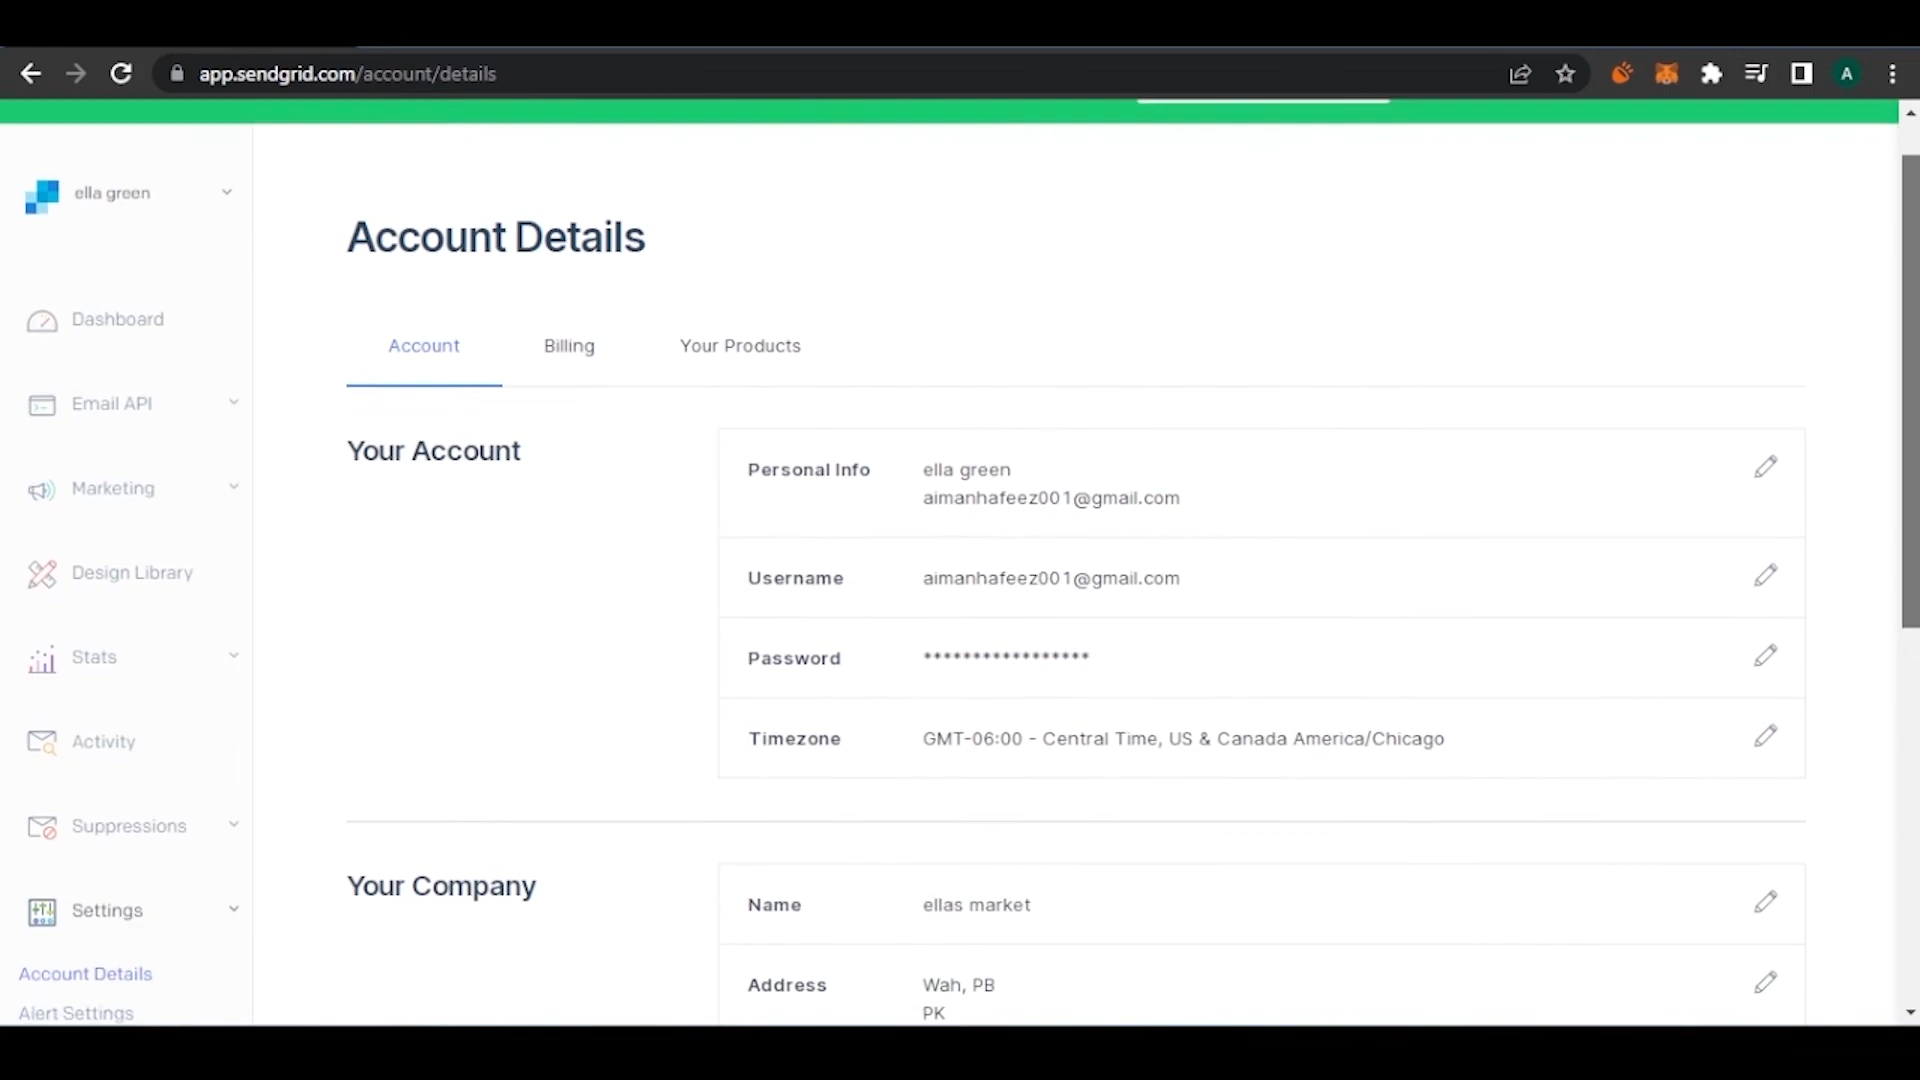 app.sendgrid.com/account/details
A
ella green
Dashboard
Email API
Marketing
Design Library
Stats
Activity
Suppressions
Settings
Account Details
Alert Settings
Account Details
Account Billing Your Products
Your Account
Personal Info ella green
aimanhafeez001@gmail.com
Username aimanhafeez001@gmail.com
Password *****************
Timezone GMT-06:00 - Central Time, US & Canada America/Chicago
Your Company
Name ellas market
Address Wah, PB
PK